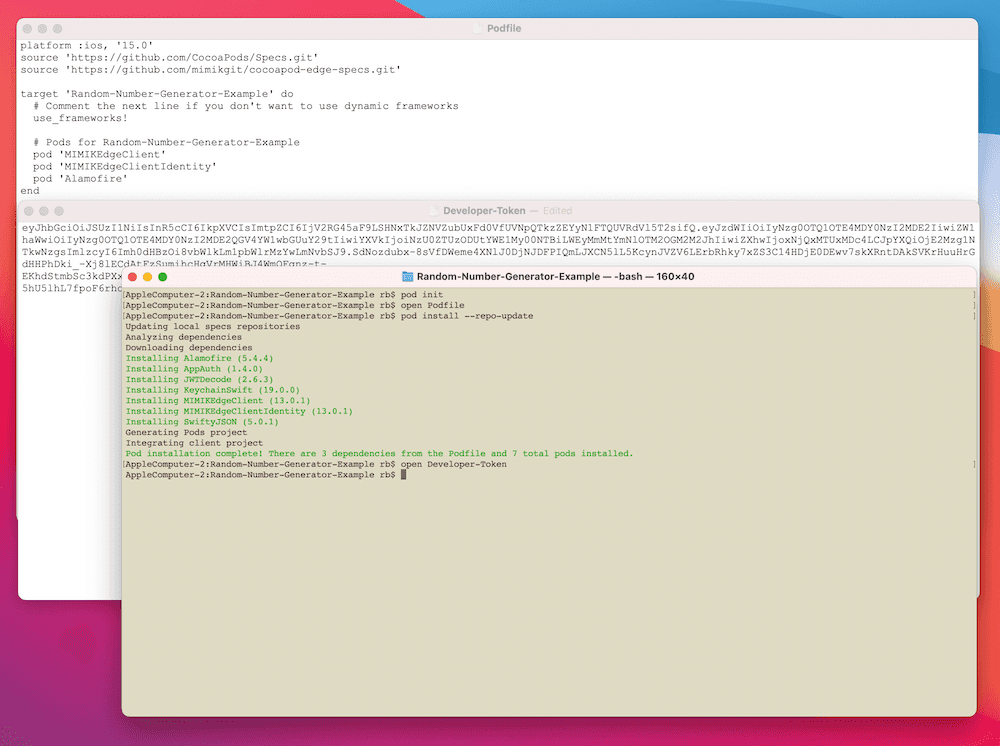 Podfile
platform :ios, '15.0'
source 'https://github.com/CocoaPods/Specs.git'
source 'https://github.com/mimikgit/cocoapod-edge-specs.git'
target 'Random-Number-Generator-Example' do
# Comment the next line if you don't want to use dynamic frameworks
use_frameworks!
# Pods for Random-Number-Generator-Example
pod 'MIMIKEdgeClient'
pod 'MIMIKEdgeClientIdentity'
pod 'Alamofire'
end
Developer-Token — Edited
Random-Number-Generator-Example — -bash — 160×40
[AppleComputer-2:Random-Number-Generator-Example rb$ pod init ]
[AppleComputer-2:Random-Number-Generator-Example rb$ open Podfile ]
[AppleComputer-2:Random-Number-Generator-Example rb$ pod install --repo-update ]
Updating local specs repositories
Analyzing dependencies
Downloading dependencies
Installing Alamofire (5.4.4)
Installing AppAuth (1.4.0)
Installing JWTDecode (2.6.3)
Installing KeychainSwift (19.0.0)
Installing MIMIKEdgeClient (13.0.1)
Installing MIMIKEdgeClientIdentity (13.0.1)
Installing SwiftyJSON (5.0.1)
Generating Pods project
Integrating client project
Pod installation complete! There are 3 dependencies from the Podfile and 7 total pods installed.
[AppleComputer-2:Random-Number-Generator-Example rb$ open Developer-Token ]
AppleComputer-2:Random-Number-Generator-Example rb$